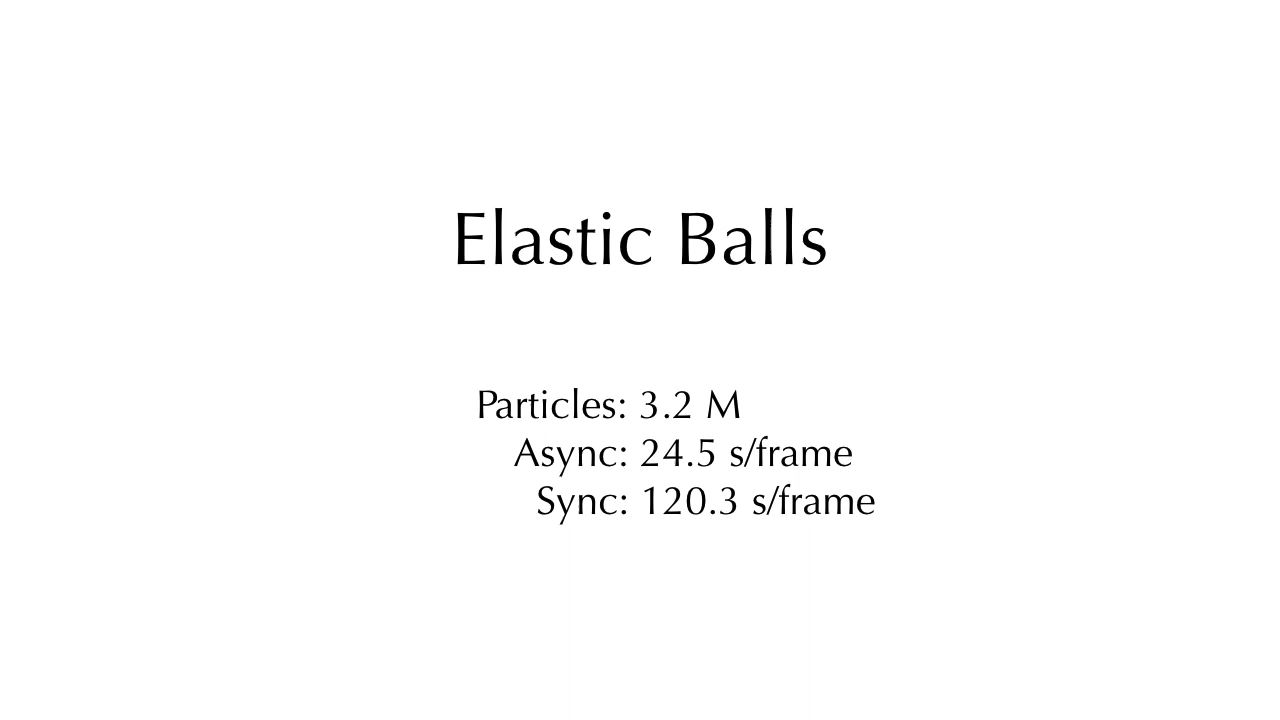 Elastic Balls
Particles: 3.2 M
Async: 24.5 s/frame
Sync: 120.3 s/frame